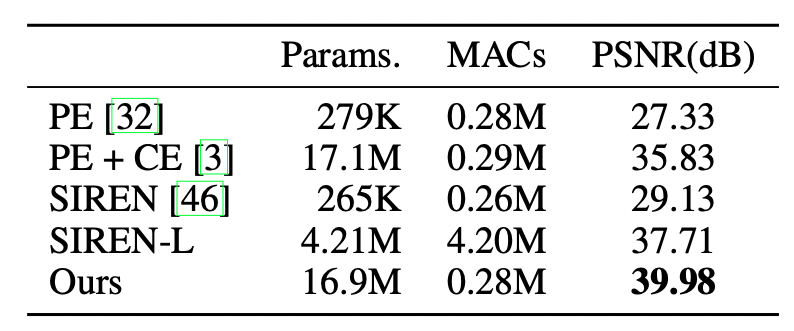 Params. MACs PSNR(dB)
PE [32] 279K 0.28M 27.33
PE + CE [3] 17.1M 0.29M 35.83
SIREN [46] 265K 0.26M 29.13
SIREN-L 4.21M 4.20M 37.71
Ours 16.9M 0.28M 39.98